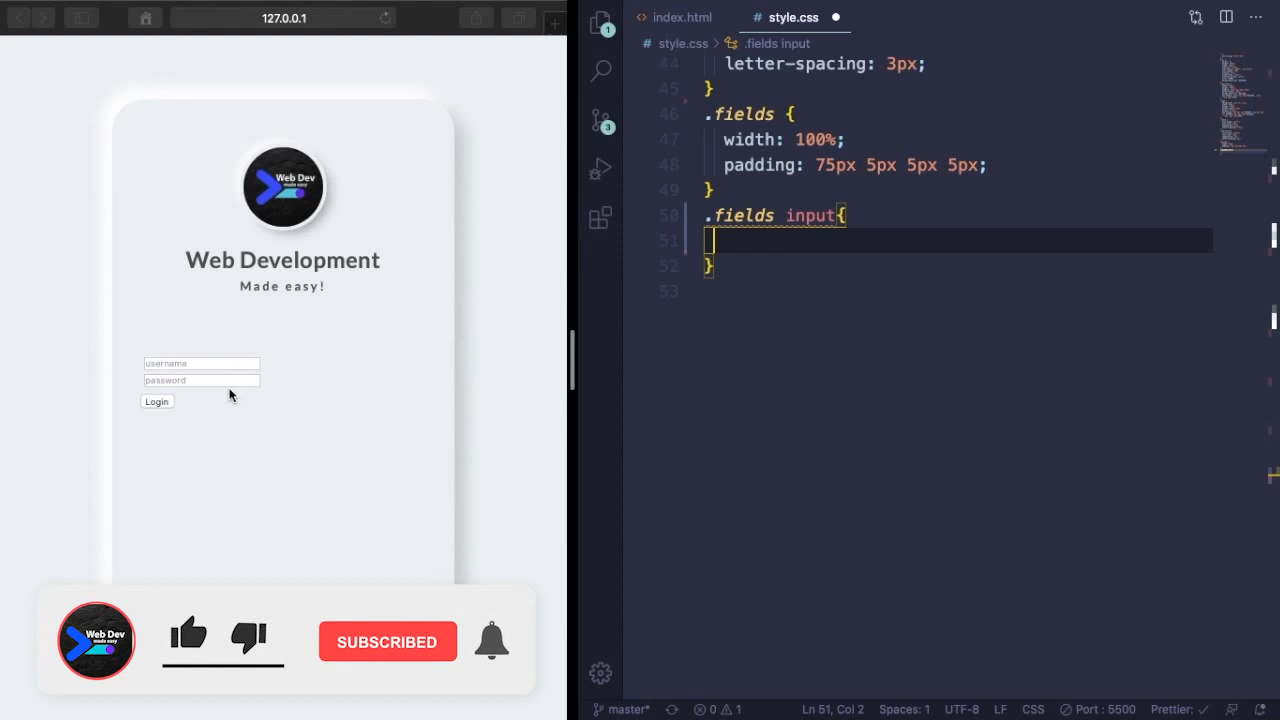 127.0.0.1
Web Dev
made easy
Web Development
Made easy!
username
password
Login
Web Dev
made easy
SUBSCRIBED
1
3
index.html
# style.css
# style.css > .fields input
44 letter-spacing: 3px;
45 }
46 .fields {
47 width: 100%;
48 padding: 75px 5px 5px 5px;
49 }
50 .fields input{
51
52 }
53
master* 0 1 Ln 51, Col 2 Spaces: 1 UTF-8 LF CSS Port : 5500 Prettier: ✓